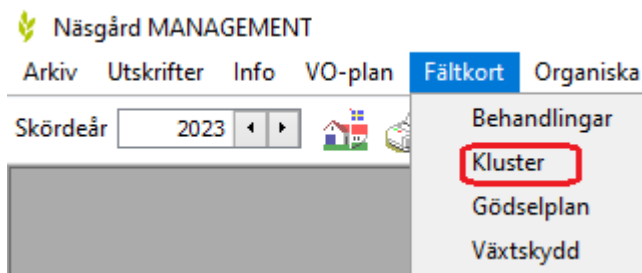 Näsgård MANAGEMENT
Arkiv Utskrifter Info VO-plan Fältkort Organiska
Skördeår 2023
Behandlingar
Kluster
Gödselplan
Växtskydd